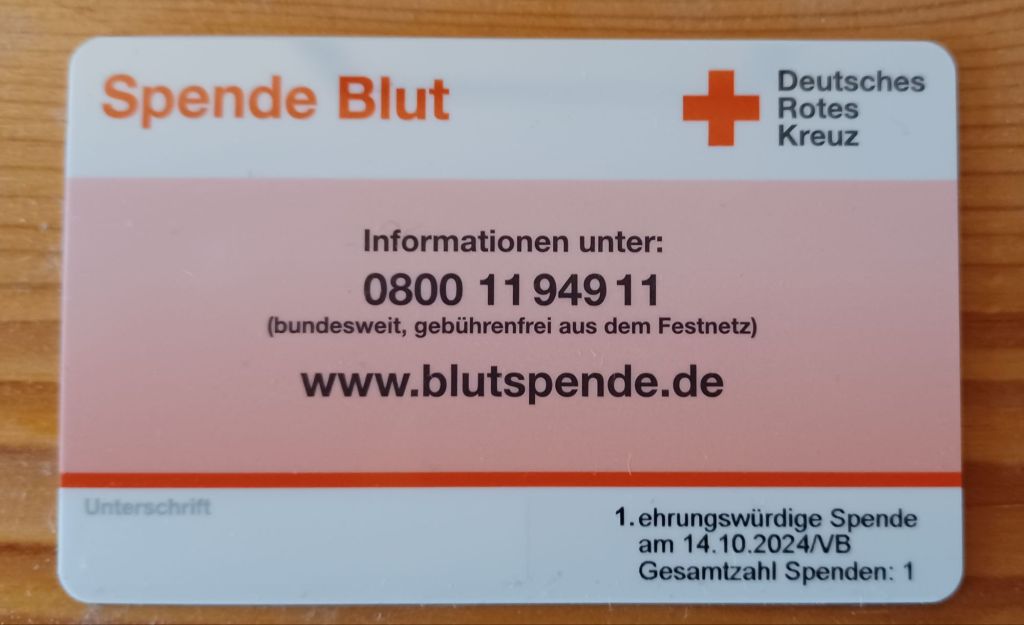 Spende Blut
Deutsches
Rotes
Kreuz
Informationen unter:
0800 11 949 11
(bundesweit, gebührenfrei aus dem Festnetz)
www.blutspende.de
Unterschrift
1. ehrungswürdige Spende
am 14.10.2024/VB
Gesamtzahl Spenden: 1